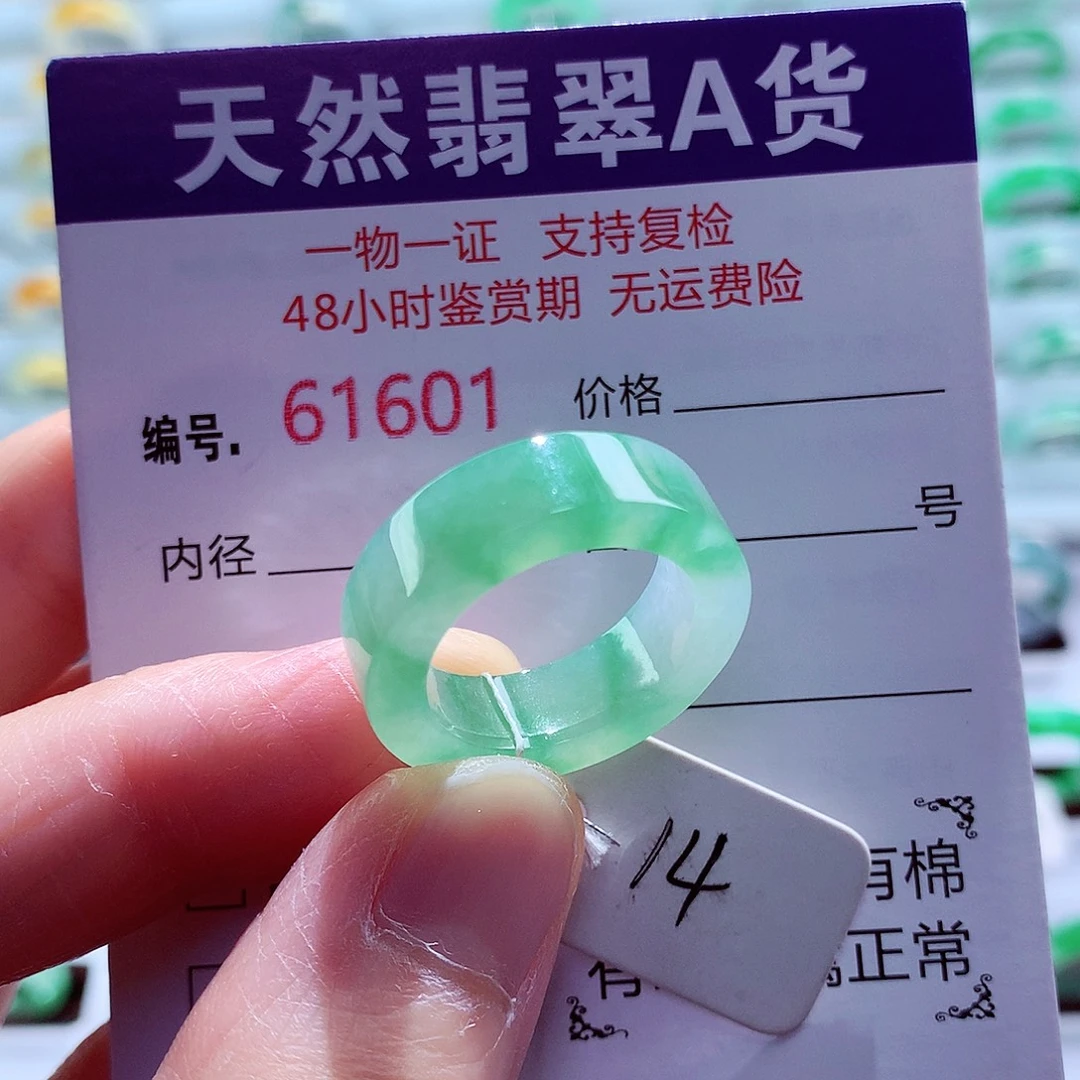 天然翡翠A货
一物一证 支持复检
48小时鉴赏期 无运费险
编号. 61601 价格
内径 号
14
有棉
有 正常